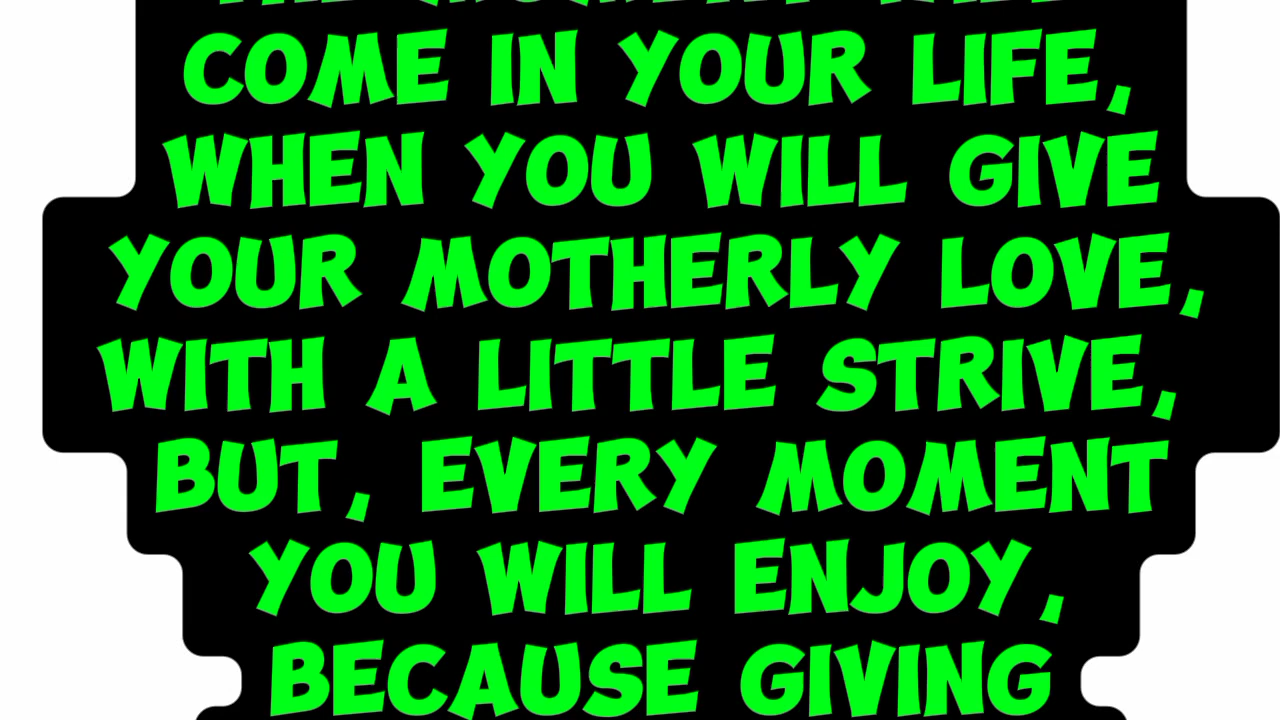 COME IN YOUR LIFE,
WHEN YOU WILL GIVE
YOUR MOTHERLY LOVE,
WITH A LITTLE STRIVE,
BUT, EVERY MOMENT
YOU WILL ENJOY,
BECAUSE GIVING